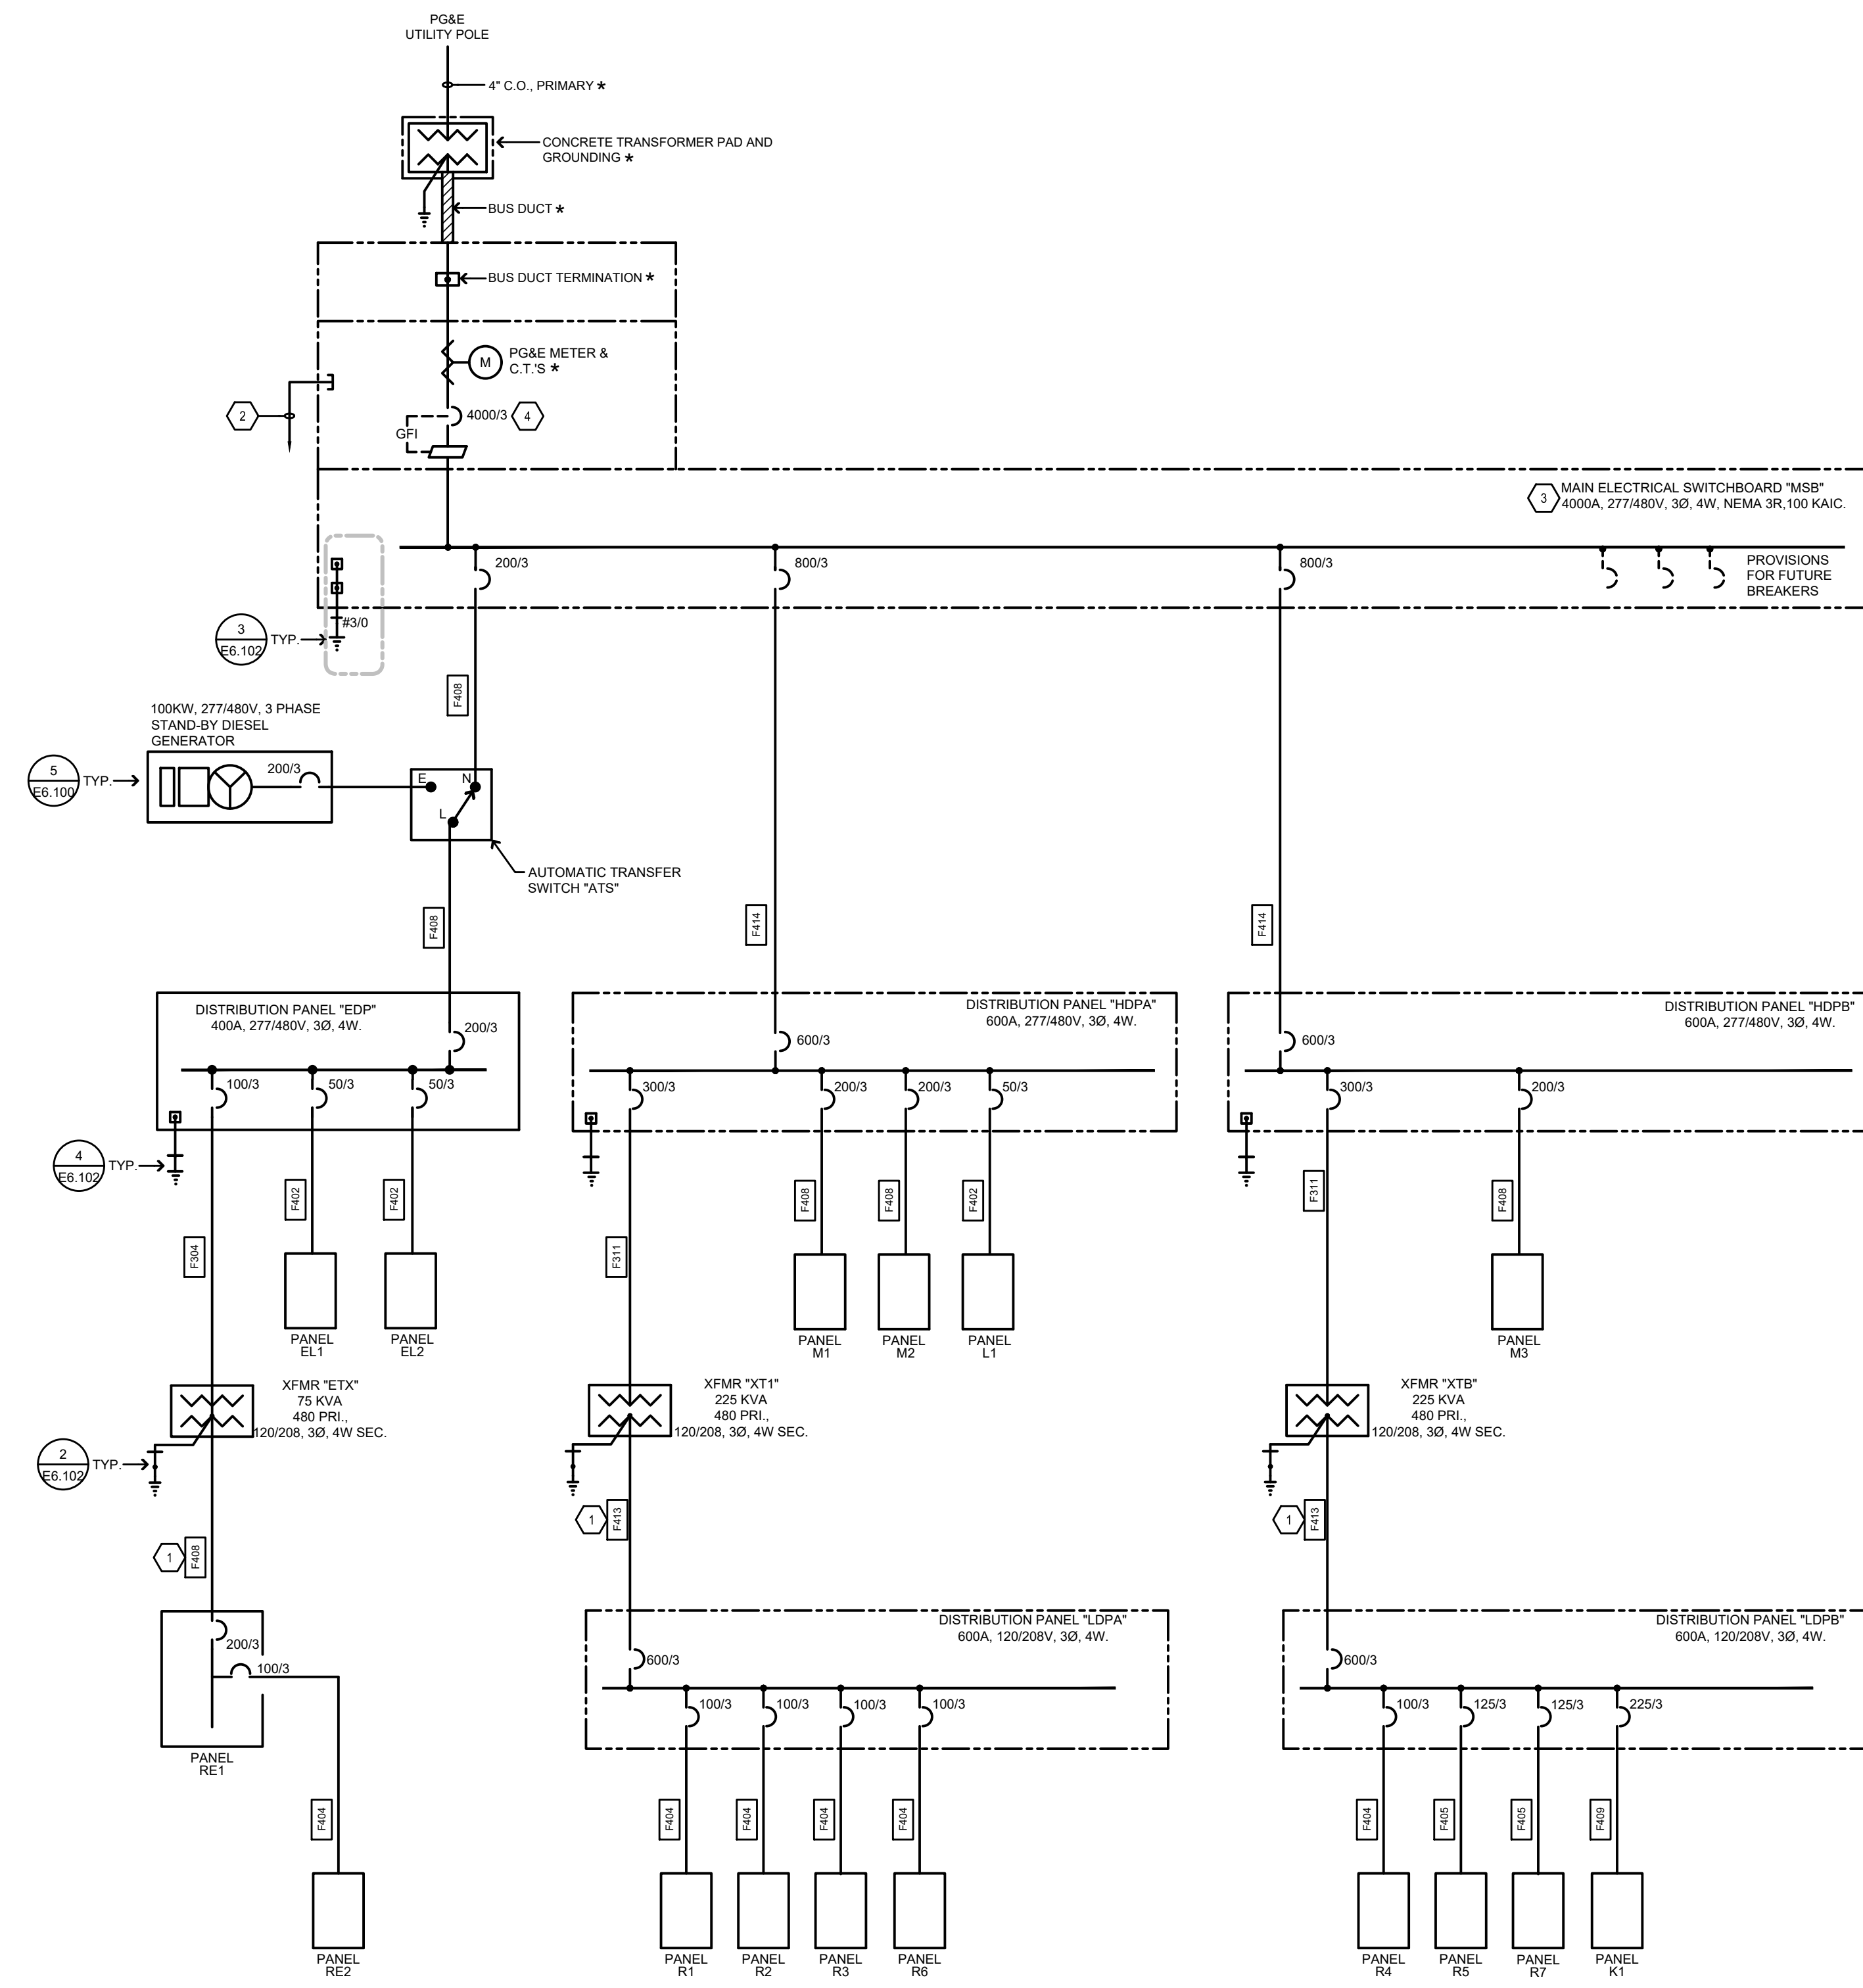 PG&E
UTILITY POLE
4" C.O., PRIMARY *
CONCRETE TRANSFORMER PAD AND
GROUNDING *
BUS DUCT *
BUS DUCT TERMINATION *
M
PG&E METER &
C.T.'S *
2
4000/3
4
GFI
3
MAIN ELECTRICAL SWITCHBOARD "MSB"
4000A, 277/480V, 3Ø, 4W, NEMA 3R,100 KAIC.
200/3
800/3
800/3
PROVISIONS
FOR FUTURE
BREAKERS
#3/0
3
E6.102
TYP.
F408
100KW, 277/480V, 3 PHASE
STAND-BY DIESEL
GENERATOR
200/3
5
E6.100
TYP.
E
N
L
AUTOMATIC TRANSFER
SWITCH "ATS"
F408
F414
F414
DISTRIBUTION PANEL "EDP"
400A, 277/480V, 3Ø, 4W.
200/3
100/3
50/3
50/3
DISTRIBUTION PANEL "HDPA"
600A, 277/480V, 3Ø, 4W.
600/3
300/3
200/3
200/3
50/3
DISTRIBUTION PANEL "HDPB"
600A, 277/480V, 3Ø, 4W.
600/3
300/3
200/3
4
E6.102
TYP.
F304
F402
F402
F311
F408
F408
F402
F311
F408
PANEL
EL1
PANEL
EL2
PANEL
M1
PANEL
M2
PANEL
L1
PANEL
M3
XFMR "ETX"
75 KVA
480 PRI.,
120/208, 3Ø, 4W SEC.
XFMR "XT1"
225 KVA
480 PRI.,
120/208, 3Ø, 4W SEC.
XFMR "XTB"
225 KVA
480 PRI.,
120/208, 3Ø, 4W SEC.
2
E6.102
TYP.
1
F408
1
F413
1
F413
200/3
100/3
PANEL
RE1
DISTRIBUTION PANEL "LDPA"
600A, 120/208V, 3Ø, 4W.
600/3
100/3
100/3
100/3
100/3
DISTRIBUTION PANEL "LDPB"
600A, 120/208V, 3Ø, 4W.
600/3
100/3
125/3
125/3
225/3
F404
F404
F404
F404
F404
F404
F405
F405
F409
PANEL
RE2
PANEL
R1
PANEL
R2
PANEL
R3
PANEL
R6
PANEL
R4
PANEL
R5
PANEL
R7
PANEL
K1